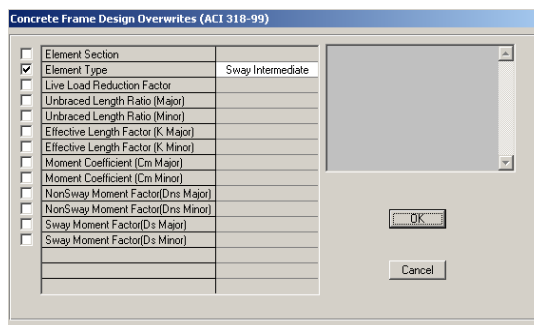 Concrete Frame Design Overwrites (ACI 318-99)
Element Section
Element Type Sway Intermediate
Live Load Reduction Factor
Unbraced Length Ratio (Major)
Unbraced Length Ratio (Minor)
Effective Length Factor (K Major)
Effective Length Factor (K Minor)
Moment Coefficient (Cm Major)
Moment Coefficient (Cm Minor)
NonSway Moment Factor(Dns Major)
NonSway Moment Factor(Dns Minor)
Sway Moment Factor(Ds Major)
Sway Moment Factor(Ds Minor)
OK
Cancel